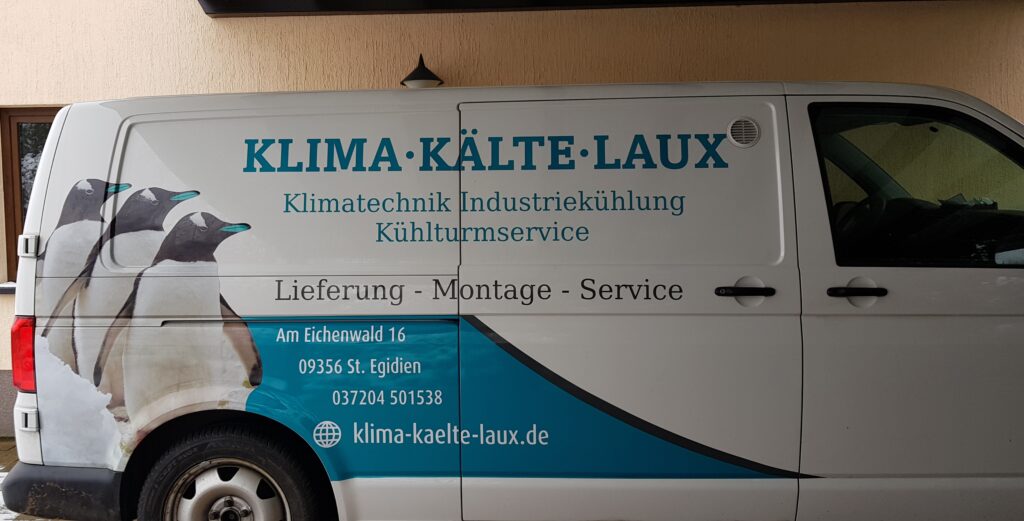 KLIMA·KÄLTE·LAUX
Klimatechnik Industriekühlung
Kühlturmservice
Lieferung - Montage - Service
Am Eichenwald 16
09356 St. Egidien
037204 501538
klima-kaelte-laux.de